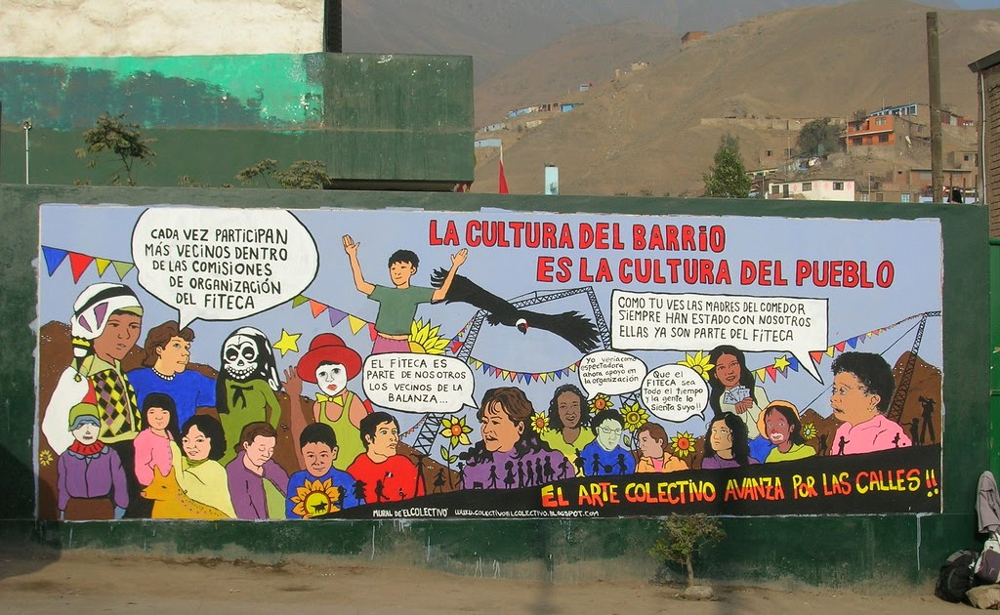 CADA VEZ PARTICIPAN
MÁS VECINOS DENTRO
DE LAS COMISIONES
DE ORGANIZACIÓN
DEL FITECA
LA CULTURA DEL BARRIO
ES LA CULTURA DEL PUEBLO
COMO TU VES LAS MADRES DEL COMEDOR
SIEMPRE HAN ESTADO CON NOSOTROS
ELLAS YA SON PARTE DEL FITECA
EL FITECA ES
PARTE DE NOSOTROS
LOS VECINOS DE LA
BALANZA...
Yo venía como
espectadora
ahora apoyo en
la organización
Que el
FITECA sea
Todo el tiempo
y la gente lo
sienta suyo!!
EL ARTE COLECTIVO AVANZA POR LAS CALLES!!
MURAL DE ELCOLECTIVO WWW.COLECTIVOELCOLECTIVO.BLOGSPOT.COM